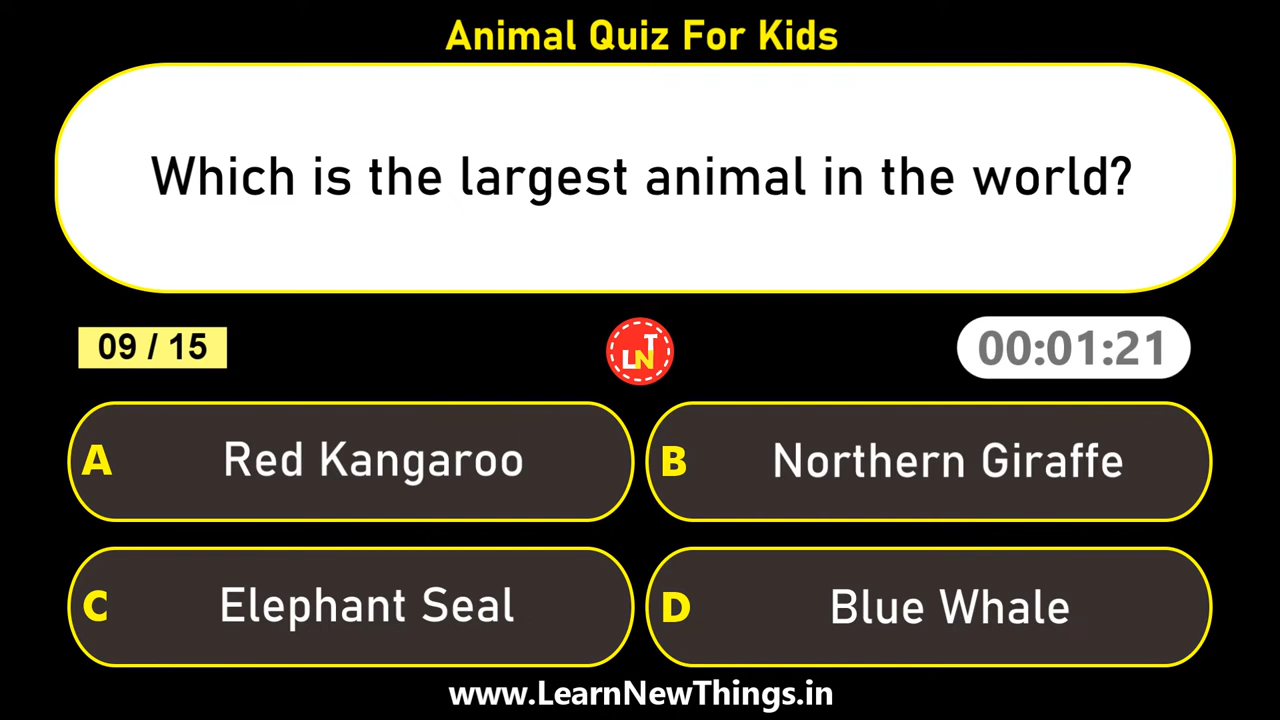 Animal Quiz For Kids
Which is the largest animal in the world?
09 / 15
LNT
00:01:21
A Red Kangaroo
B Northern Giraffe
C Elephant Seal
D Blue Whale
www.LearnNewThings.in